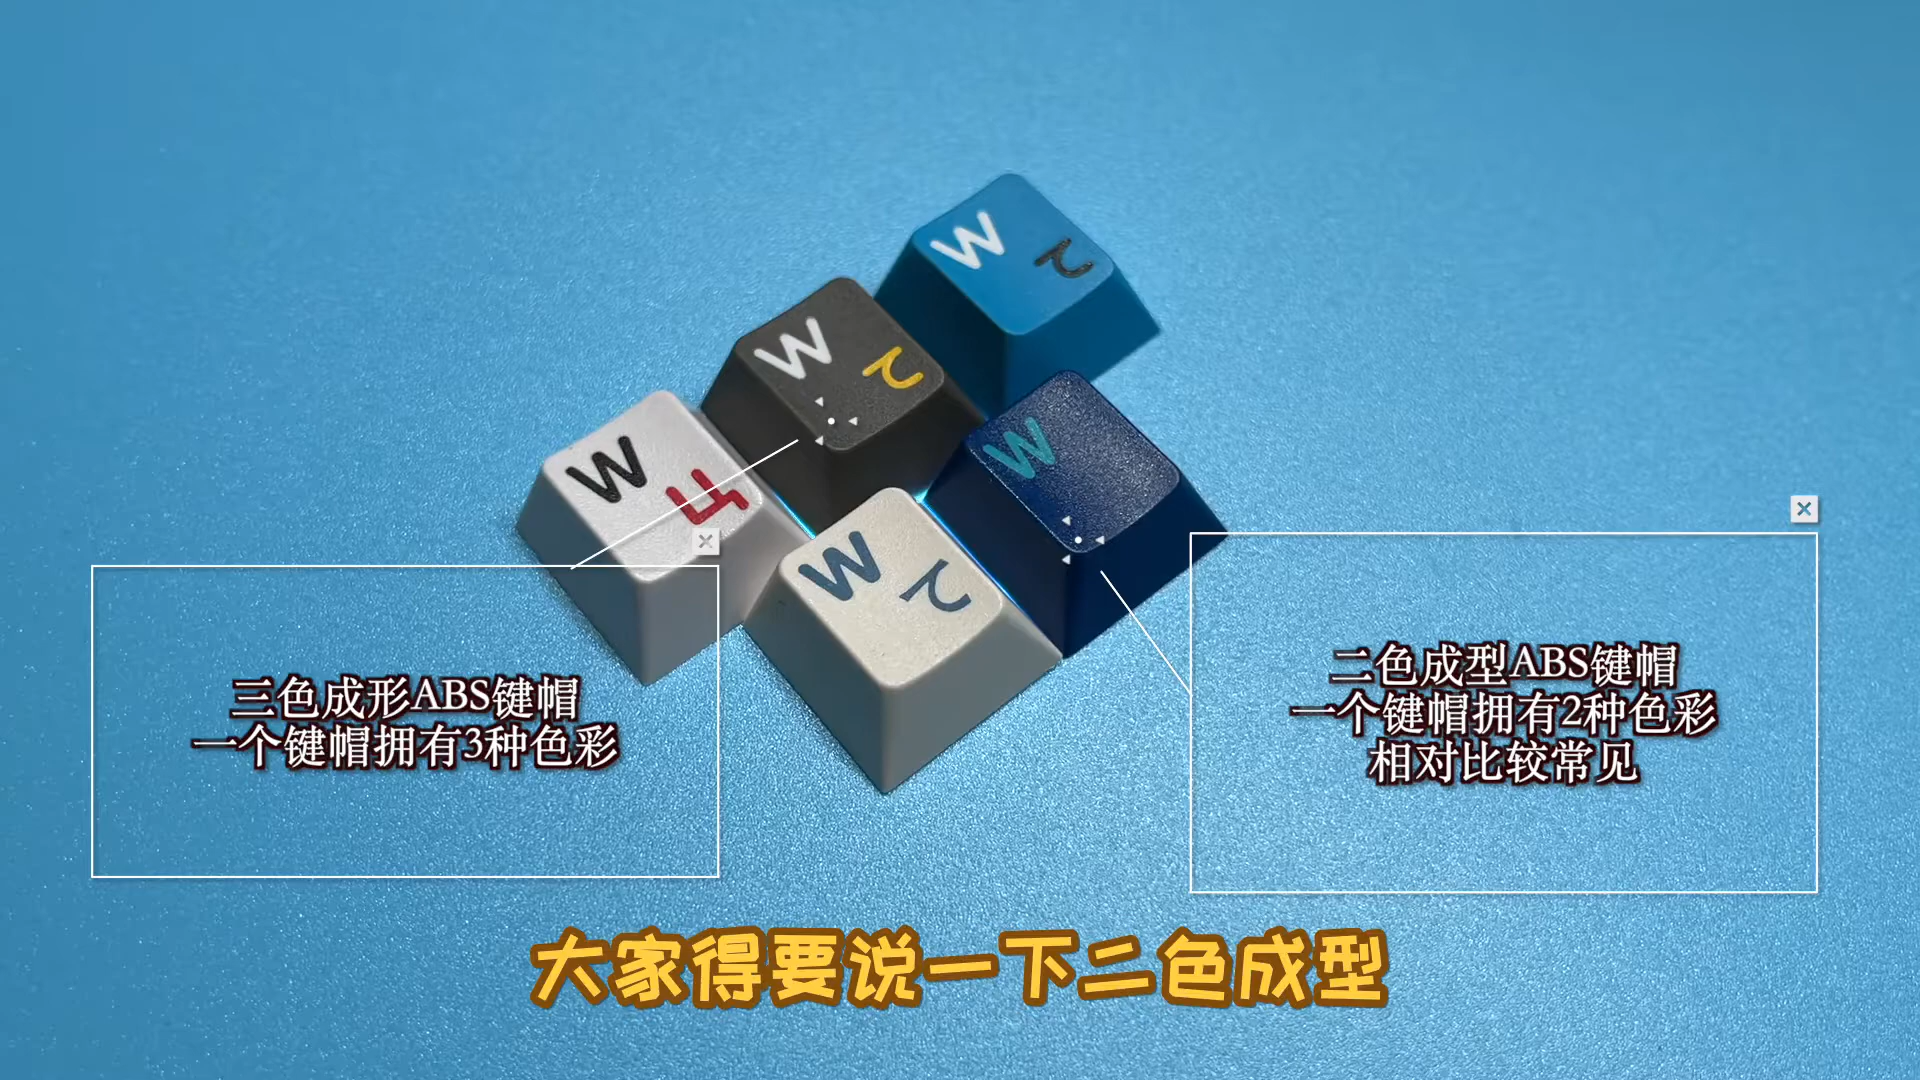 W
W
W
W Ц
W
三色成形ABS键帽
一个键帽拥有3种色彩
二色成型ABS键帽
一个键帽拥有2种色彩
相对比较常见
大家得要说一下二色成型